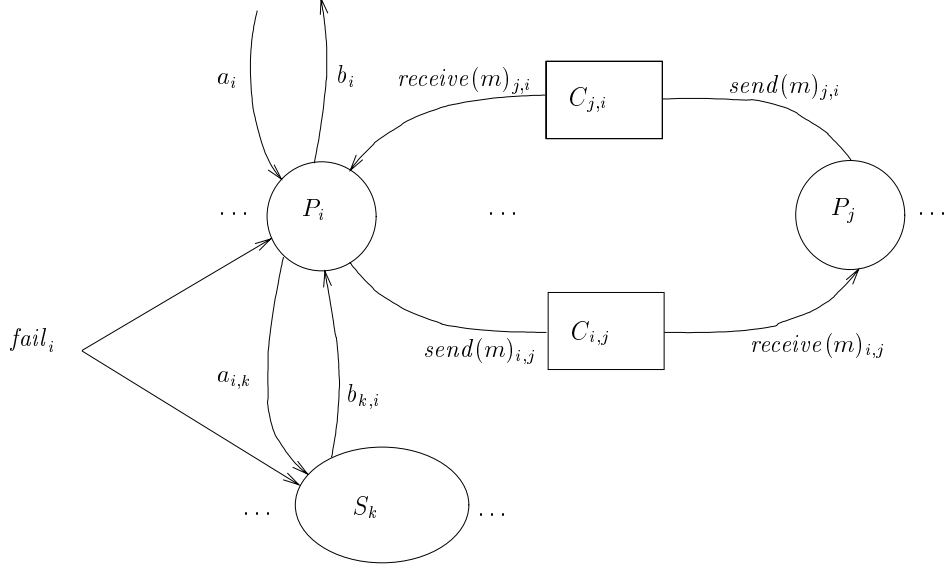 a_i
b_i
receive(m)_{j,i}
C_{j,i}
send(m)_{j,i}
...
P_i
...
P_j
...
fail_i
send(m)_{i,j}
C_{i,j}
receive(m)_{i,j}
a_{i,k}
b_{k,i}
...
S_k
...